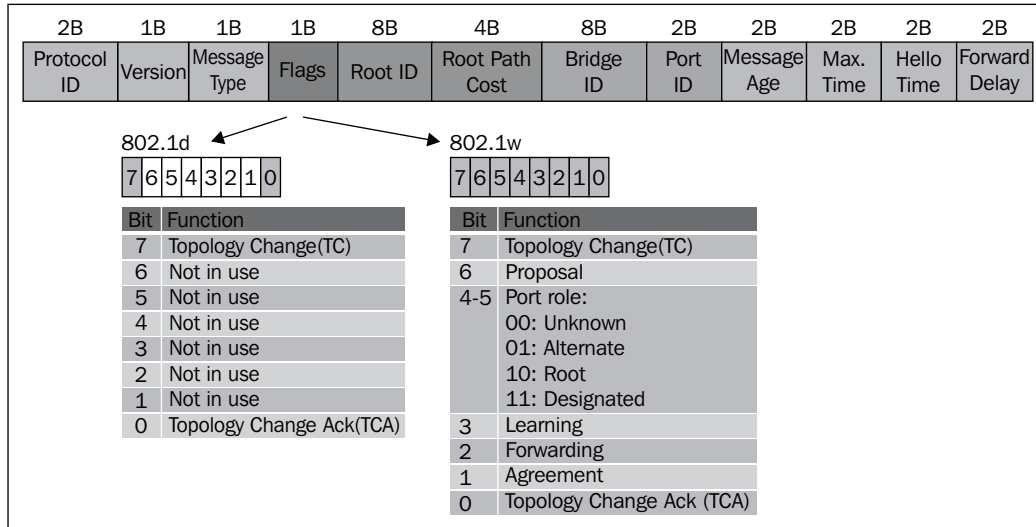 2B 1B 1B 1B 8B 4B 8B 2B 2B 2B 2B 2B
Protocol ID Version Message Type Flags Root ID Root Path Cost Bridge ID Port ID Message Age Max. Time Hello Time Forward Delay
802.1d
7 6 5 4 3 2 1 0
Bit Function
7 Topology Change(TC)
6 Not in use
5 Not in use
4 Not in use
3 Not in use
2 Not in use
1 Not in use
0 Topology Change Ack(TCA)
802.1w
7 6 5 4 3 2 1 0
Bit Function
7 Topology Change(TC)
6 Proposal
4-5 Port role:
00: Unknown
01: Alternate
10: Root
11: Designated
3 Learning
2 Forwarding
1 Agreement
0 Topology Change Ack (TCA)